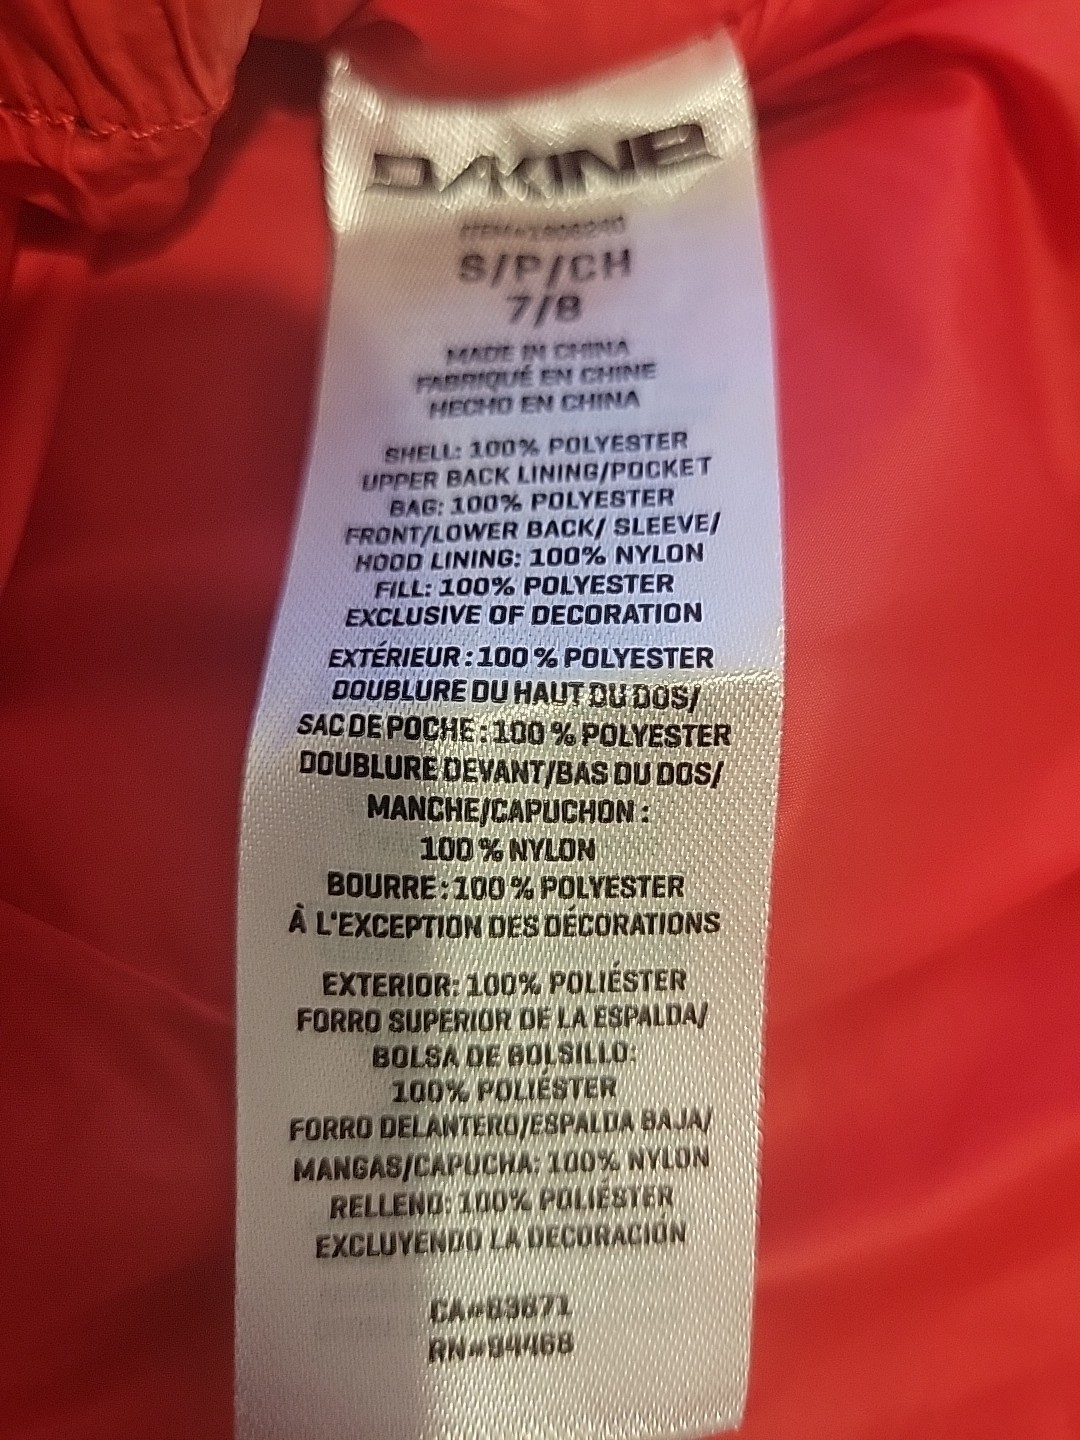 DAKINE
S/P/CH
7/8
MADE IN CHINA
FABRIQUÉ EN CHINE
HECHO EN CHINA
SHELL: 100% POLYESTER
UPPER BACK LINING/POCKET
BAG: 100% POLYESTER
FRONT/LOWER BACK/ SLEEVE/
HOOD LINING: 100% NYLON
FILL: 100% POLYESTER
EXCLUSIVE OF DECORATION
EXTÉRIEUR : 100 % POLYESTER
DOUBLURE DU HAUT DU DOS/
SAC DE POCHE : 100 % POLYESTER
DOUBLURE DEVANT/BAS DU DOS/
MANCHE/CAPUCHON :
100 % NYLON
BOURRE : 100 % POLYESTER
À L'EXCEPTION DES DÉCORATIONS
EXTERIOR: 100% POLIÉSTER
FORRO SUPERIOR DE LA ESPALDA/
BOLSA DE BOLSILLO:
100% POLIÉSTER
FORRO DELANTERO/ESPALDA BAJA/
MANGAS/CAPUCHA: 100% NYLON
RELLENO: 100% POLIÉSTER
EXCLUYENDO LA DECORACIÓN
RN#94468